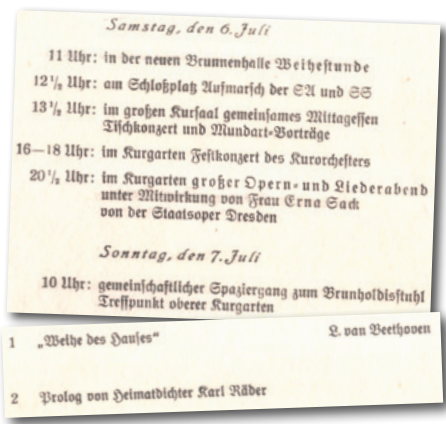 Samstag, den 6. Juli
11 Uhr: in der neuen Brunnenhalle Weihestunde
12½ Uhr: am Schloßplatz Aufmarsch der SA und SS
13½ Uhr: im großen Kursaal gemeinsames Mittagessen
Tischkonzert und Mundart-Vorträge
16—18 Uhr: im Kurgarten Festkonzert des Kurorchesters
20½ Uhr: im Kurgarten großer Opern- und Liederabend
unter Mitwirkung von Frau Erna Sack
von der Staatsoper Dresden
Sonntag, den 7. Juli
10 Uhr: gemeinschaftlicher Spaziergang zum Brunholdisstuhl
Treffpunkt oberer Kurgarten
1 „Weihe des Hauses“ L. van Beethoven
2 Prolog von Heimatdichter Karl Räder